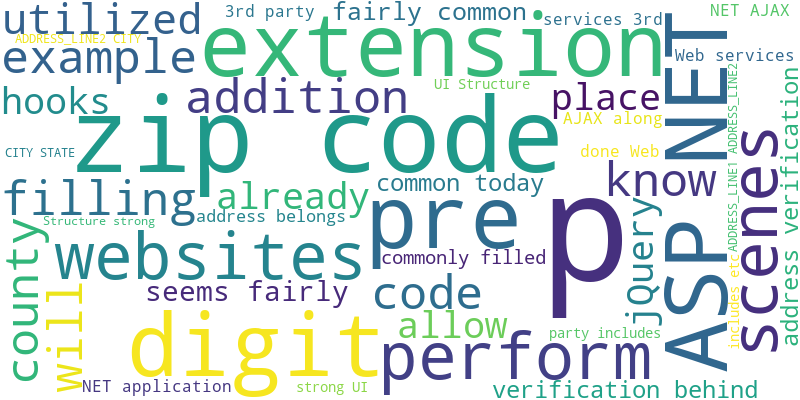 utilized
3rd party
fairly common
services 3rd
NET AJAX
ADDRESS_LINE2 CITY
extension
example
Web services
hooks
addition
UI Structure
place
AJAX along
ASP NET
zip code
CITY STATE
done Web
ADDRESS_LINE1 ADDRESS_LINE2
address verification
scenes
filling
already
common today
know
p
Structure strong
address belongs
pre
websites
commonly filled
jQuery
county
will
seems fairly
code
includes etc
digit
allow
party includes
perform
NET application
strong UI
verification behind